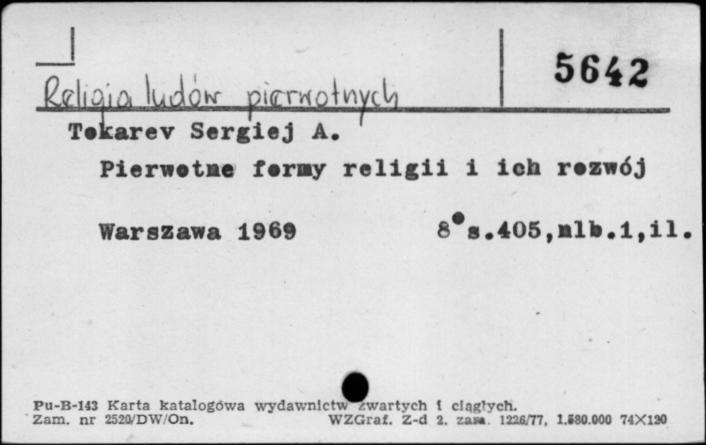 5642
Religia ludów pierwotnych
Tokarev Sergiej A.
Pierwotne formy religii i ich rozwój
Warszawa 1969 8° s.405,nlb.1,il.
Pu-B-143 Karta katalogowa wydawnictw zwartych i ciągłych.
Zam. nr 2520/DW/On. WZGraf. Z-d 2. zam. 1226/77, 1.580.000 74X130